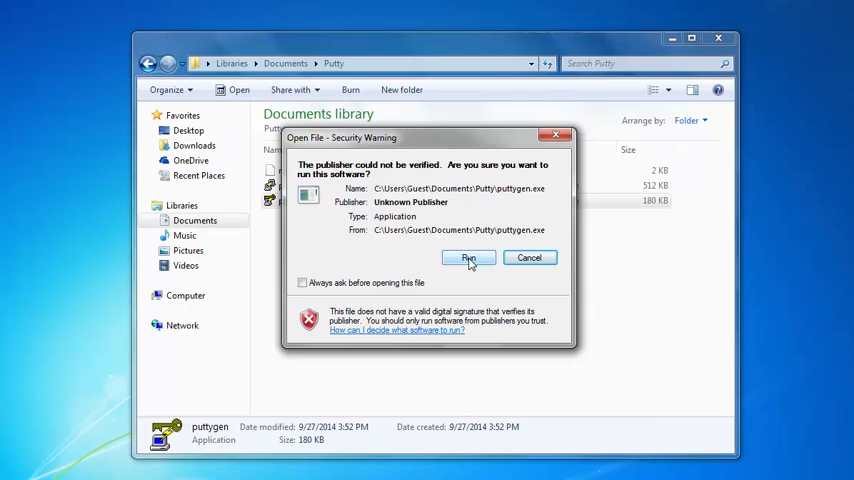 Libraries
Documents
Putty
Search Putty
Organize
Open
Share with
Burn
New folder
Favorites
Desktop
Downloads
OneDrive
Recent Places
Libraries
Documents
Music
Pictures
Videos
Computer
Network
Documents library
Arrange by: Folder
Size
2 KB
512 KB
180 KB
Open File - Security Warning
The publisher could not be verified. Are you sure you want to
run this software?
Name: C:\Users\Guest\Documents\Putty\puttygen.exe
Publisher: Unknown Publisher
Type: Application
From: C:\Users\Guest\Documents\Putty\puttygen.exe
Run
Cancel
Always ask before opening this file
This file does not have a valid digital signature that verifies its
publisher. You should only run software from publishers you trust.
How can I decide what software to run?
puttygen
Date modified: 9/27/2014 3:52 PM
Date created: 9/27/2014 3:52 PM
Application
Size: 180 KB